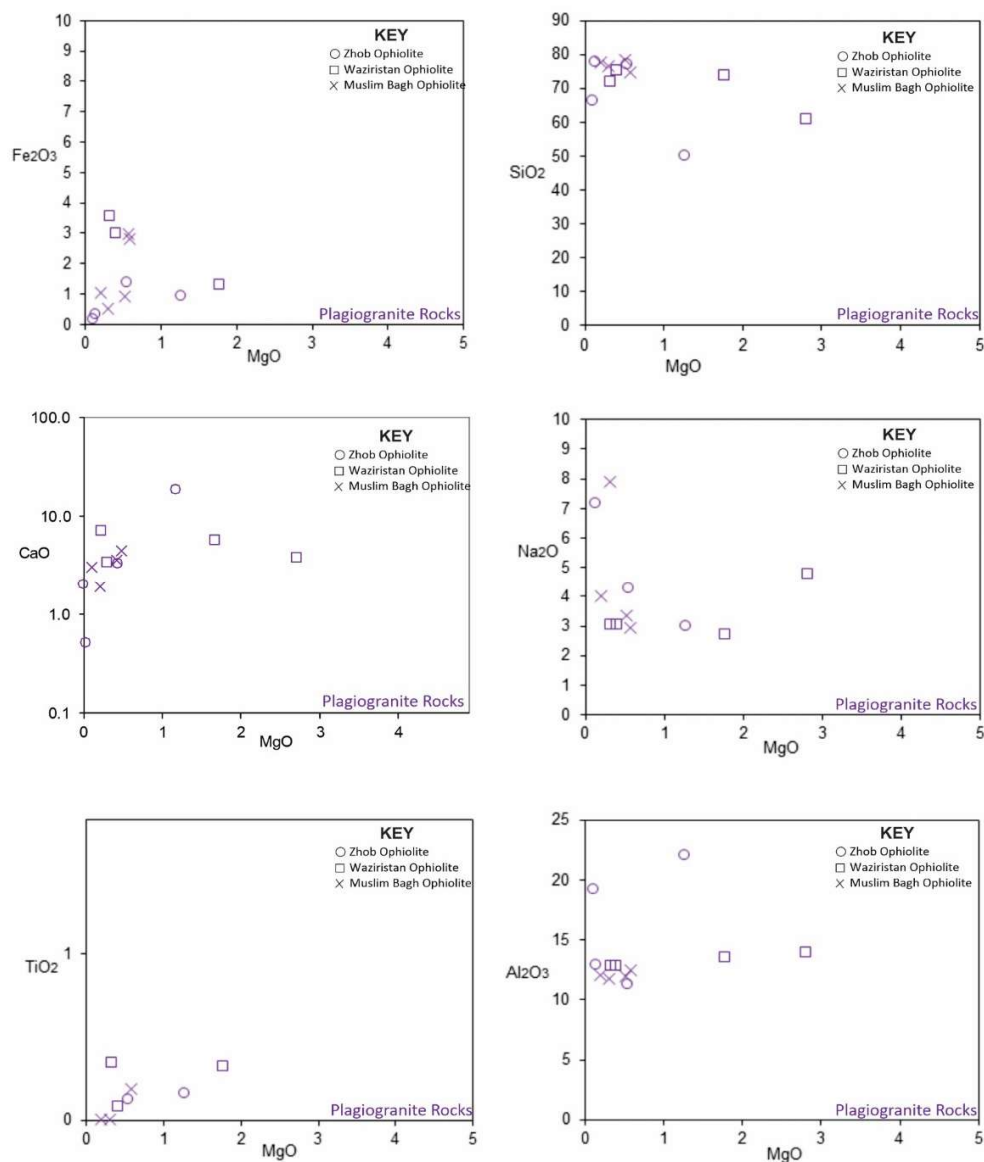 10
9
8
7
6
Fe2O3
5
4
3
2
1
0
KEY
Zhob Ophiolite
Waziristan Ophiolite
Muslim Bagh Ophiolite
Plagiogranite Rocks
0 1 2 3 4 5
MgO
90
80
70
60
50
SiO2
40
30
20
10
0
KEY
Zhob Ophiolite
Waziristan Ophiolite
Muslim Bagh Ophiolite
Plagiogranite Rocks
0 1 2 3 4 5
MgO
100.0
10.0
CaO
1.0
0.1
KEY
Zhob Ophiolite
Waziristan Ophiolite
Muslim Bagh Ophiolite
Plagiogranite Rocks
0 1 2 3 4
MgO
10
9
8
7
6
Na2O
5
4
3
2
1
0
KEY
Zhob Ophiolite
Waziristan Ophiolite
Muslim Bagh Ophiolite
Plagiogranite Rocks
0 1 2 3 4 5
MgO
1
TiO2
0
KEY
Zhob Ophiolite
Waziristan Ophiolite
Muslim Bagh Ophiolite
Plagiogranite Rocks
0 1 2 3 4 5
MgO
25
20
15
Al2O3
10
5
0
KEY
Zhob Ophiolite
Waziristan Ophiolite
Muslim Bagh Ophiolite
Plagiogranite Rocks
0 1 2 3 4 5
MgO